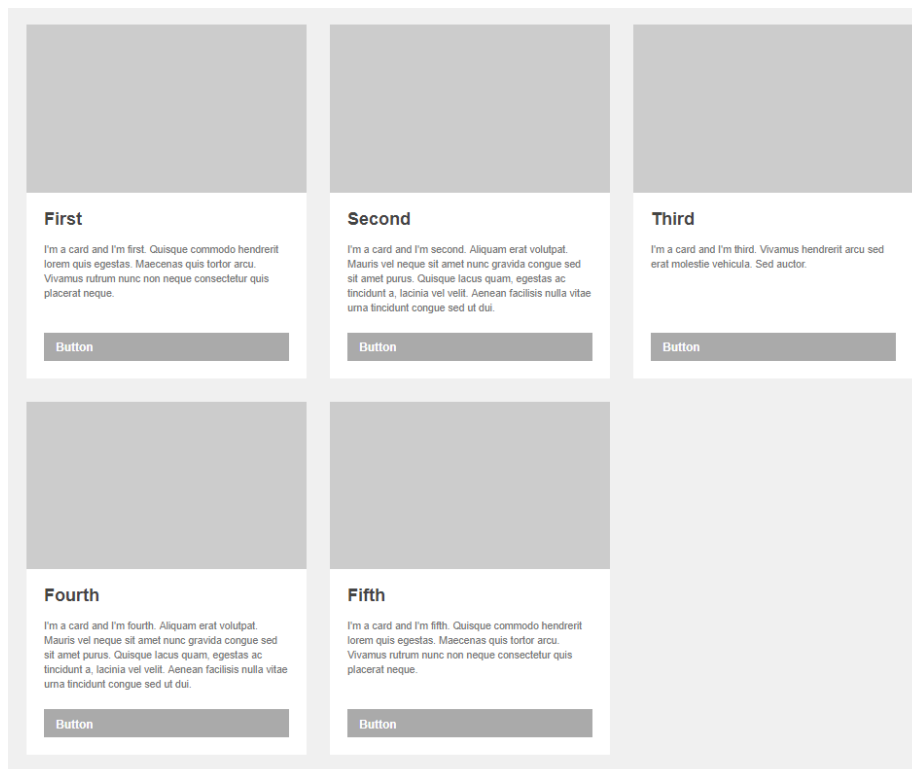 First
I'm a card and I'm first. Quisque commodo hendrerit
lorem quis egestas. Maecenas quis tortor arcu.
Vivamus rutrum nunc non neque consectetur quis
placerat neque.
Button
Second
I'm a card and I'm second. Aliquam erat volutpat.
Mauris vel neque sit amet nunc gravida congue sed
sit amet purus. Quisque lacus quam, egestas ac
tincidunt a, lacinia vel velit. Aenean facilisis nulla vitae
urna tincidunt congue sed ut dui.
Button
Third
I'm a card and I'm third. Vivamus hendrerit arcu sed
erat molestie vehicula. Sed auctor.
Button
Fourth
I'm a card and I'm fourth. Aliquam erat volutpat.
Mauris vel neque sit amet nunc gravida congue sed
sit amet purus. Quisque lacus quam, egestas ac
tincidunt a, lacinia vel velit. Aenean facilisis nulla vitae
urna tincidunt congue sed ut dui.
Button
Fifth
I'm a card and I'm fifth. Quisque commodo hendrerit
lorem quis egestas. Maecenas quis tortor arcu.
Vivamus rutrum nunc non neque consectetur quis
placerat neque.
Button